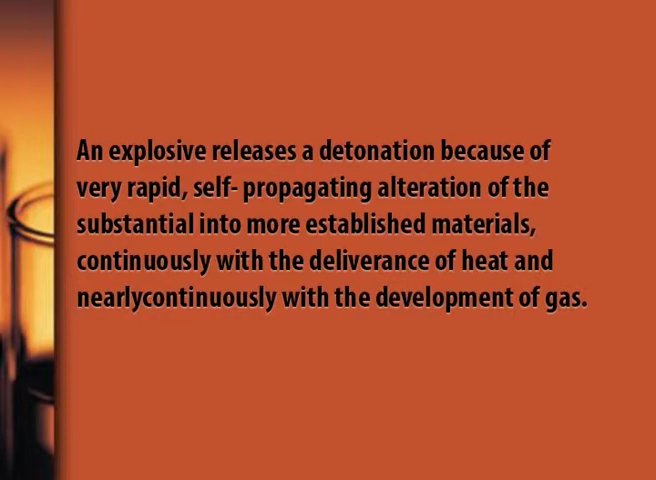 An explosive releases a detonation because of
very rapid, self- propagating alteration of the
substantial into more established materials,
continuously with the deliverance of heat and
nearlycontinuously with the development of gas.